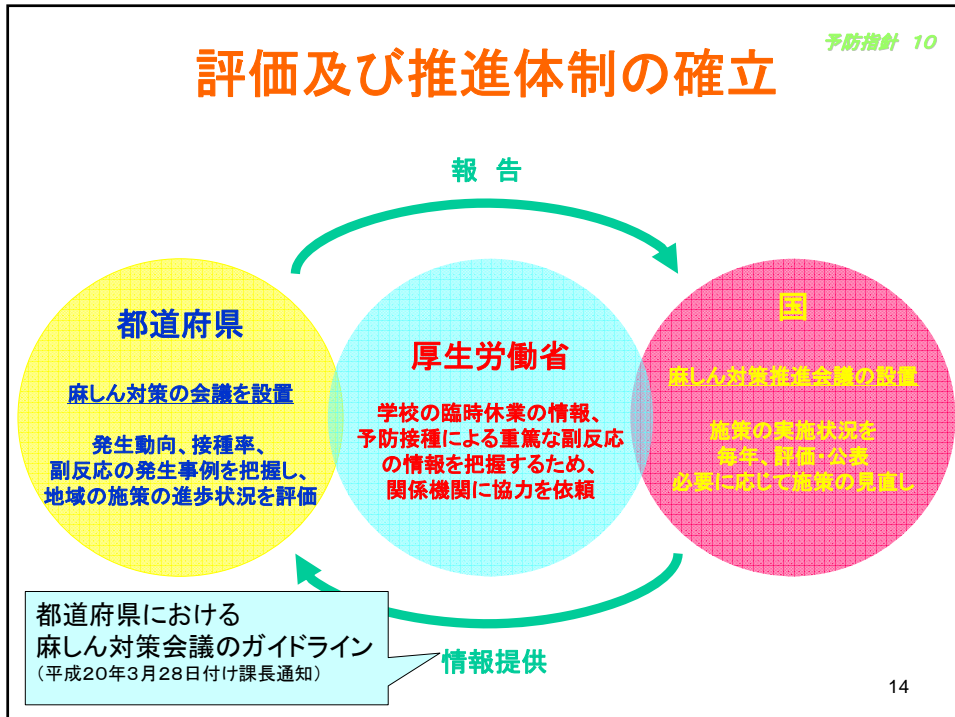 予防指針 10
評価及び推進体制の確立
報 告
都道府県
麻しん対策の会議を設置
発生動向、接種率、
副反応の発生事例を把握し、
地域の施策の進歩状況を評価
厚生労働省
学校の臨時休業の情報、
予防接種による重篤な副反応
の情報を把握するため、
関係機関に協力を依頼
国
麻しん対策推進会議の設置
施策の実施状況を
毎年、評価・公表
必要に応じて施策の見直し
都道府県における
麻しん対策会議のガイドライン
(平成20年3月28日付け課長通知)
情報提供
14